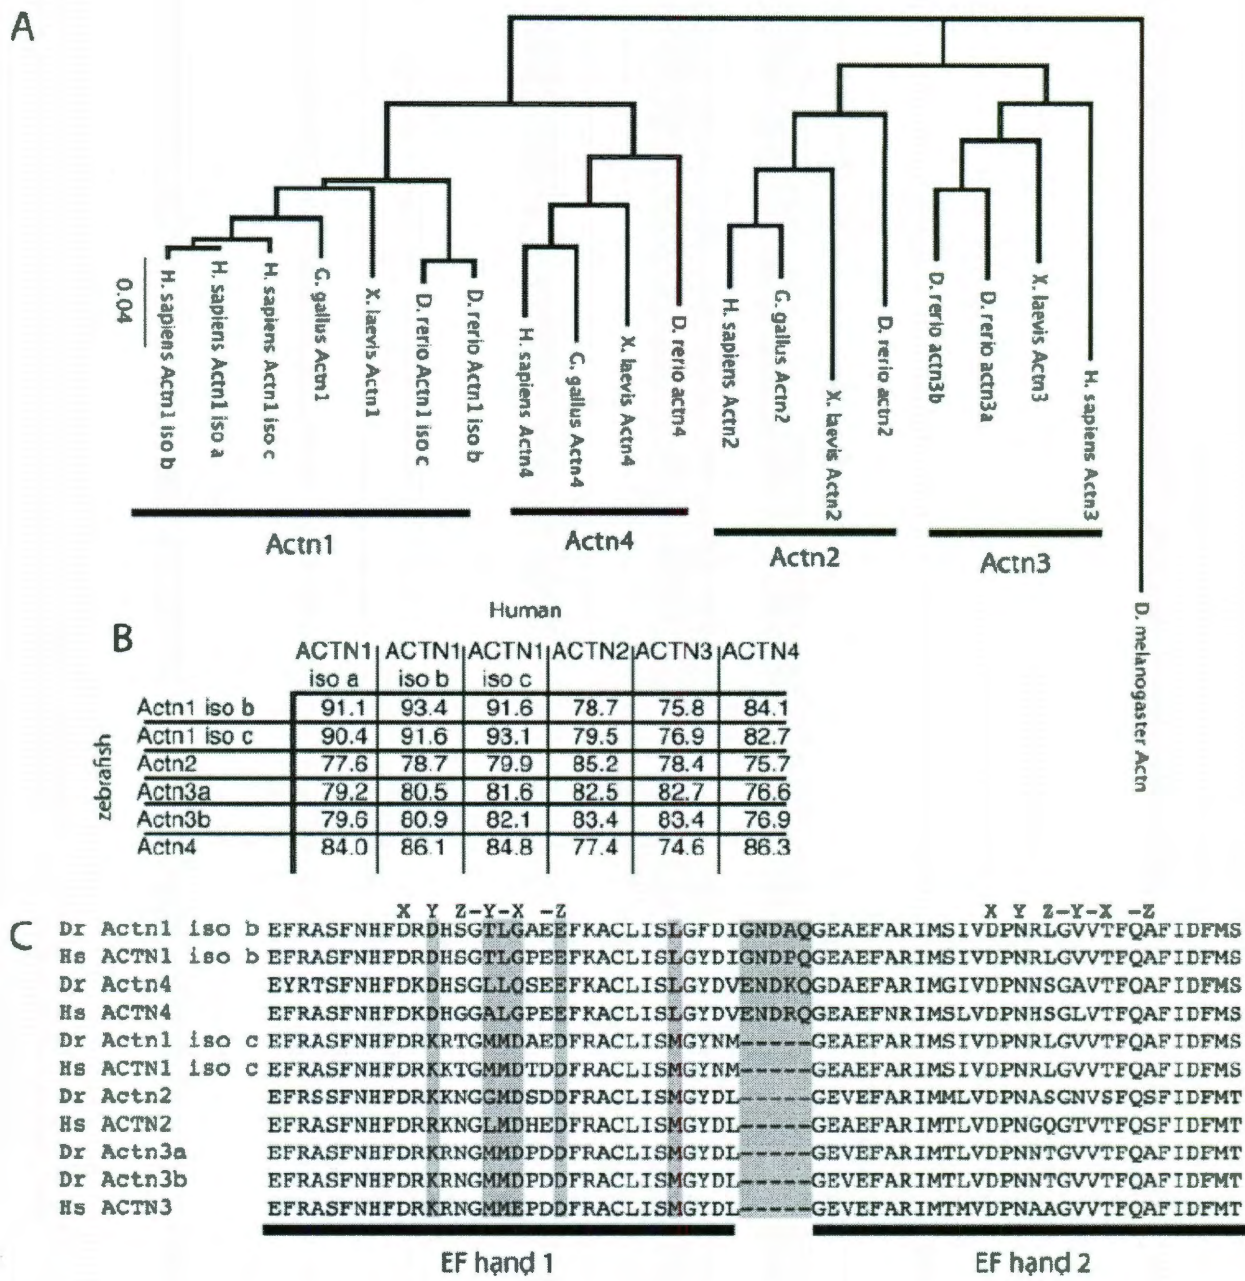 A
0.04
H. sapiens Actn1 iso b
H. sapiens Actn1 iso a
H. sapiens Actn1 iso c
G. gallus Actn1
X. laevis Actn1
D. rerio Actn1 iso c
D. rerio Actn1 iso b
H. sapiens Actn4
G. gallus Actn4
X. laevis Actn4
D. rerio actn4
H. sapiens Actn2
G. gallus Actn2
X. laevis Actn2
D. rerio actn2
D. rerio actn3b
D. rerio actn3a
X. laevis Actn3
H. sapiens Actn3
D. melanogaster Actn
Actn1
Actn4
Actn2
Actn3
B
Human
ACTN1 ACTN1 ACTN1 ACTN2 ACTN3 ACTN4
iso a iso b iso c
zebrafish
Actn1 iso b 91.1 93.4 91.6 78.7 75.8 84.1
Actn1 iso c 90.4 91.6 93.1 79.5 76.9 82.7
Actn2 77.6 78.7 79.9 85.2 78.4 75.7
Actn3a 79.2 80.5 81.6 82.5 82.7 76.6
Actn3b 79.6 80.9 82.1 83.4 83.4 76.9
Actn4 84.0 86.1 84.8 77.4 74.6 86.3
C
X Y Z-Y-X -Z X Y Z-Y-X -Z
Dr Actn1 iso b EFRASFNHFDRDHSGTLGAEEFKACLISLGFDIGNDAQGEAEFARIMSIVDPNRLGVVTFQAFIDFMS
Hs ACTN1 iso b EFRASFNHFDRDHSGTLGPEEFKACLISLGYDIGNDPQGEAEFARIMSIVDPNRLGVVTFQAFIDFMS
Dr Actn4 EYRTSFNHFDKDHSGLLQSEEFKACLISLGYDVENDKQGDAEFGRIMSIVDPNNSGAVTFQAFIDFMS
Hs ACTN4 EFRASFNHFDKDHGGALGPEEFKACLISLGYDVENDRQGEAEFNRIMSLVDPNHSGLVTFQAFIDFMS
Dr Actn1 iso c EFRASFNHFDRKRTGMMDAEDFRACLISMGYNM-----GEAEFARIMSIVDPNRLGVVTFQAFIDFMS
Hs ACTN1 iso c EFRASFNHFDRKKTGMMDTDDFRACLISMGYNM-----GEAEFARIMSIVDPNRLGVVTFQAFIDFMS
Dr Actn2 EFRSSFNHFDRKKNGGMDSDDFRACLISMGYDL-----GEVEFARIMMLVDPNASGNVSFQSFIDFMT
Hs ACTN2 EFRASFNHFDRRKNGLMDHEDFRACLISMGYDL-----GEAEFARIMTLVDPNGQGTVTFQSFIDFMT
Dr Actn3a EFRASFNHFDRKRNGMMDPDDFRACLISMGYDL-----GEVEFARIMTLVDPNNTGVVTFQAFIDFMT
Dr Actn3b EFRASFNHFDRKRNGMMDPDDFRACLISMGYDL-----GEVEFARIMTLVDPNNTGVVTFQAFIDFMT
Hs ACTN3 EFRASFNHFDRKRNGMMEPDDFRACLISMGYDL-----GEVEFARIMTMVDPNAAGVVTFQAFIDFMT
EF hand 1 EF hand 2